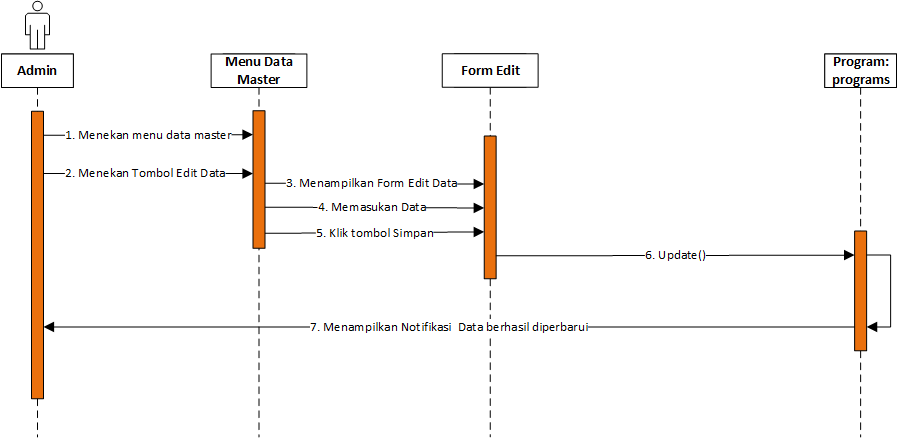 Admin
Menu Data
Master
Form Edit
Program:
programs
1. Menekan menu data master
2. Menekan Tombol Edit Data
3. Menampilkan Form Edit Data
4. Memasukan Data
5. Klik tombol Simpan
6. Update()
7. Menampilkan Notifikasi  Data berhasil diperbarui